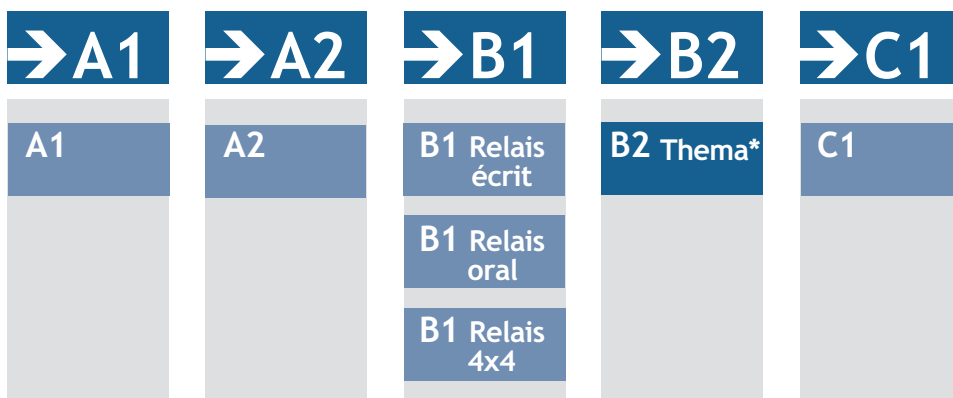 ➔A1 ➔A2 ➔B1 ➔B2 ➔C1
A1
A2
B1 Relais
écrit
B1 Relais
oral
B1 Relais
4x4
B2 Thema*
C1